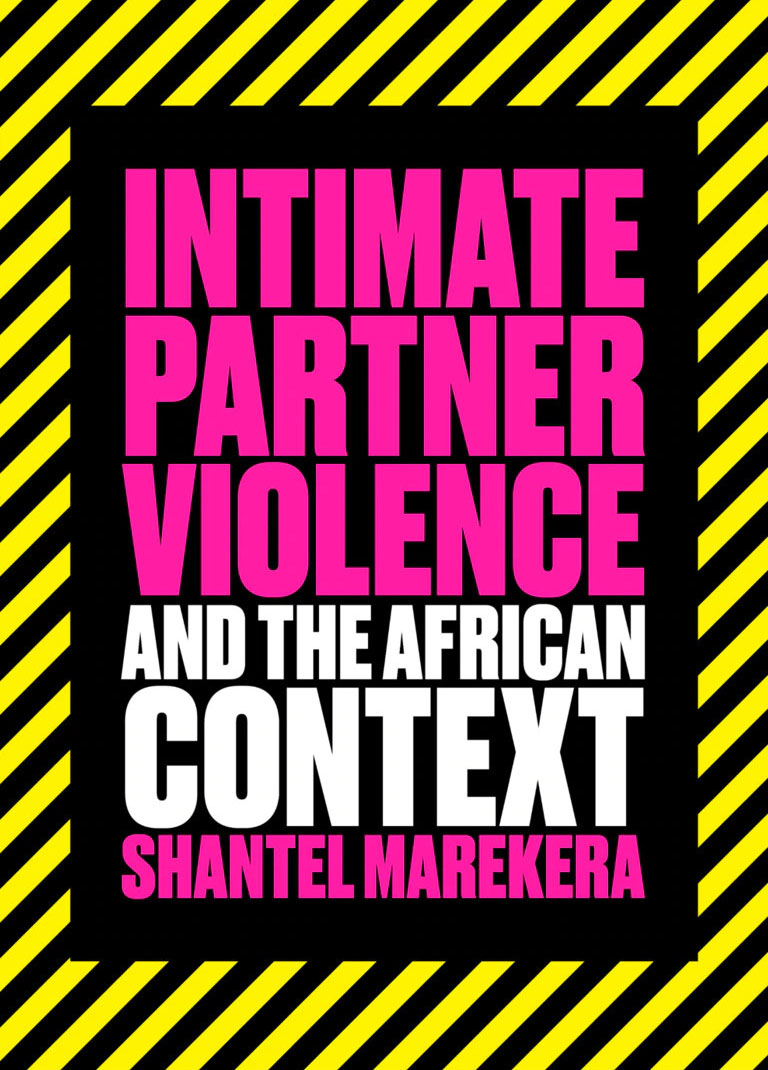 INTIMATE
PARTNER
VIOLENCE
AND THE AFRICAN
CONTEXT
SHANTEL MAREKERA